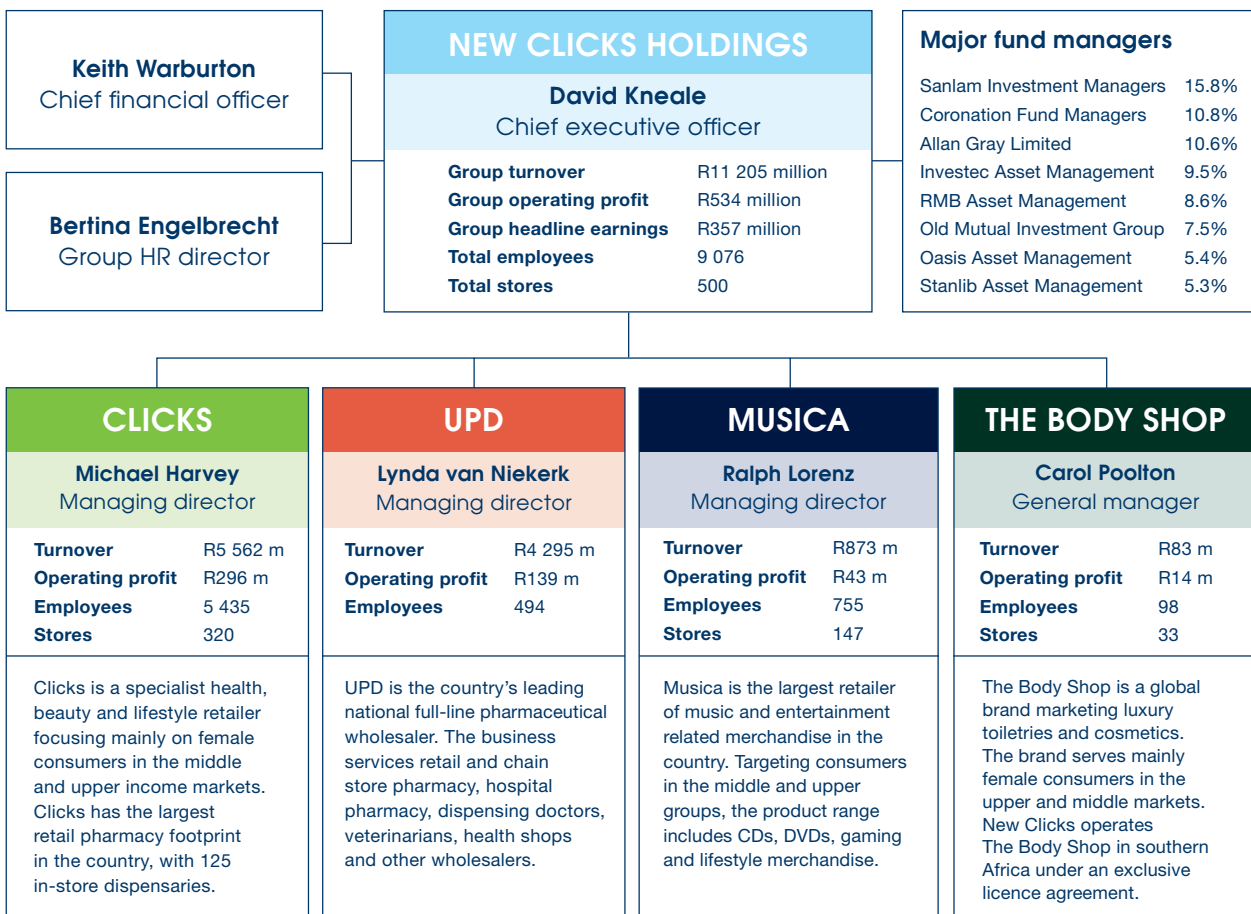 Keith Warburton
Chief financial officer
Bertina Engelbrecht
Group HR director
NEW CLICKS HOLDINGS
David Kneale
Chief executive officer
Group turnover R11 205 million
Group operating profit R534 million
Group headline earnings R357 million
Total employees 9 076
Total stores 500
Major fund managers
Sanlam Investment Managers 15.8%
Coronation Fund Managers 10.8%
Allan Gray Limited 10.6%
Investec Asset Management 9.5%
RMB Asset Management 8.6%
Old Mutual Investment Group 7.5%
Oasis Asset Management 5.4%
Stanlib Asset Management 5.3%
CLICKS
Michael Harvey
Managing director
Turnover R5 562 m
Operating profit R296 m
Employees 5 435
Stores 320
Clicks is a specialist health,
beauty and lifestyle retailer
focusing mainly on female
consumers in the middle
and upper income markets.
Clicks has the largest
retail pharmacy footprint
in the country, with 125
in-store dispensaries.
UPD
Lynda van Niekerk
Managing director
Turnover R4 295 m
Operating profit R139 m
Employees 494
UPD is the country's leading
national full-line pharmaceutical
wholesaler. The business
services retail and chain
store pharmacy, hospital
pharmacy, dispensing doctors,
veterinarians, health shops
and other wholesalers.
MUSICA
Ralph Lorenz
Managing director
Turnover R873 m
Operating profit R43 m
Employees 755
Stores 147
Musica is the largest retailer
of music and entertainment
related merchandise in the
country. Targeting consumers
in the middle and upper
groups, the product range
includes CDs, DVDs, gaming
and lifestyle merchandise.
THE BODY SHOP
Carol Poolton
General manager
Turnover R83 m
Operating profit R14 m
Employees 98
Stores 33
The Body Shop is a global
brand marketing luxury
toiletries and cosmetics.
The brand serves mainly
female consumers in the
upper and middle markets.
New Clicks operates
The Body Shop in southern
Africa under an exclusive
licence agreement.